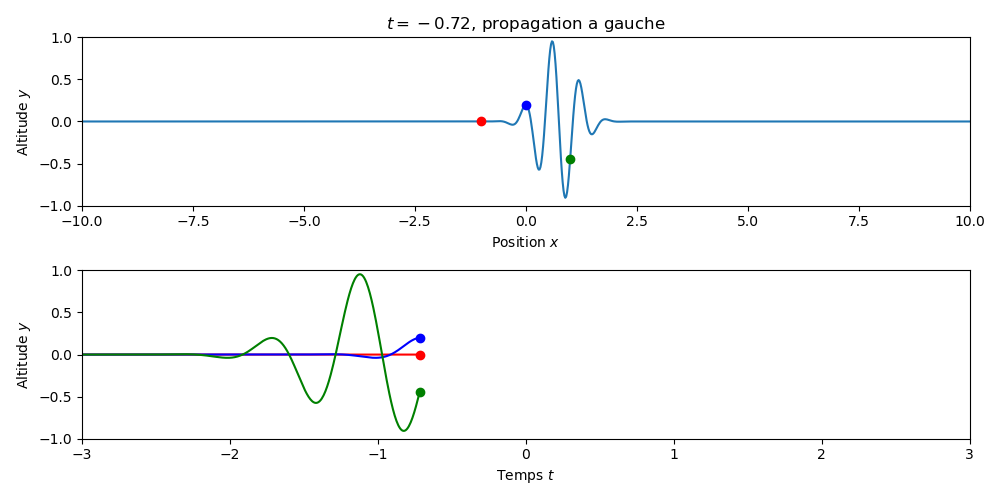 t = −0.72, propagation a gauche
Altitude y
1.0
0.5
0.0
−0.5
−1.0
−10.0 −7.5 −5.0 −2.5 0.0 2.5 5.0 7.5 10.0
Position x
Altitude y
1.0
0.5
0.0
−0.5
−1.0
−3 −2 −1 0 1 2 3
Temps t